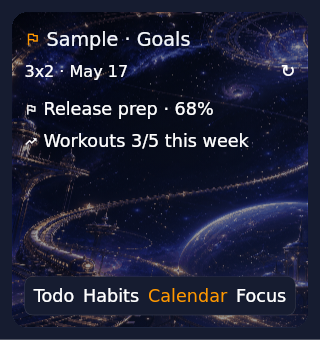 Sample · Goals
3x2 · May 17 ↻
Release prep · 68%
Workouts 3/5 this week
Todo Habits Calendar Focus